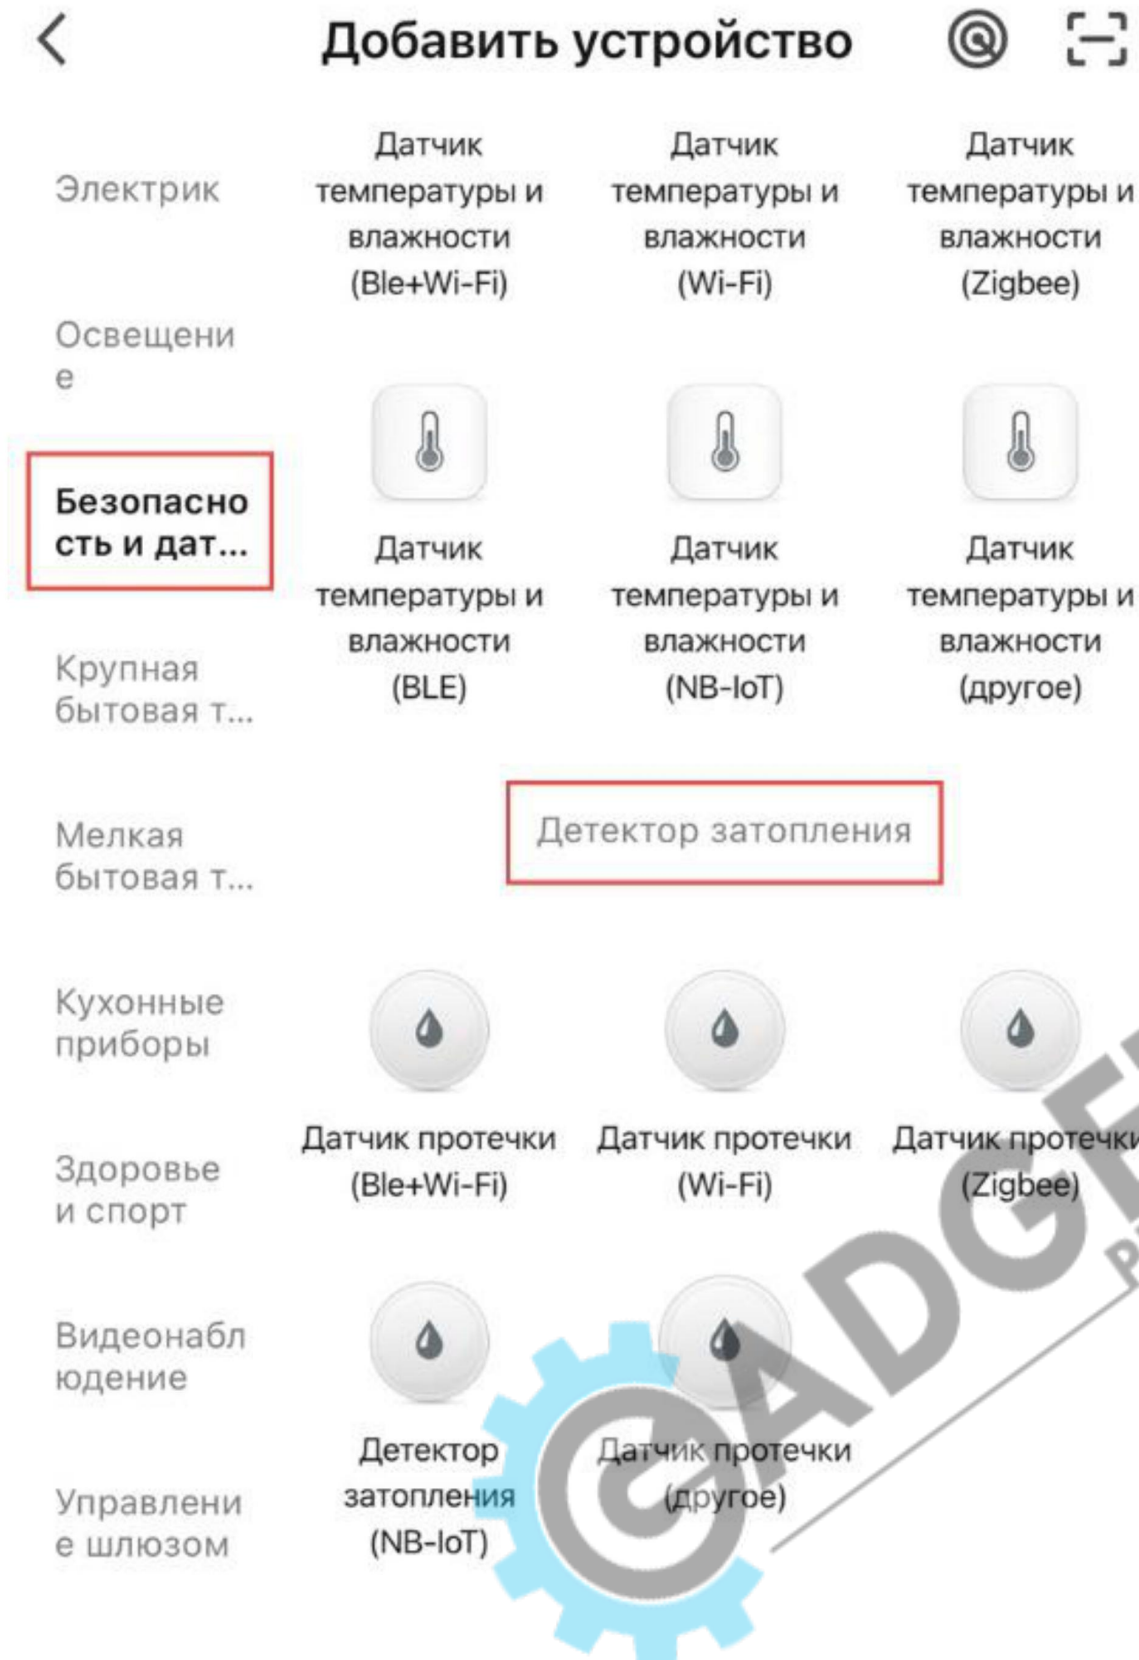 Добавить устройство
Электрик
Освещени
е
Безопасно
сть и дат...
Крупная
бытовая т...
Мелкая
бытовая т...
Кухонные
приборы
Здоровье
и спорт
Видеонабл
юдение
Управлени
е шлюзом
Датчик
температуры и
влажности
(Ble+Wi-Fi)
Датчик
температуры и
влажности
(Wi-Fi)
Датчик
температуры и
влажности
(Zigbee)
Датчик
температуры и
влажности
(BLE)
Датчик
температуры и
влажности
(NB-IoT)
Датчик
температуры и
влажности
(другое)
Детектор затопления
Датчик протечки
(Ble+Wi-Fi)
Датчик протечки
(Wi-Fi)
Датчик протечки
(Zigbee)
Детектор
затопления
(NB-IoT)
Датчик протечки
(другое)